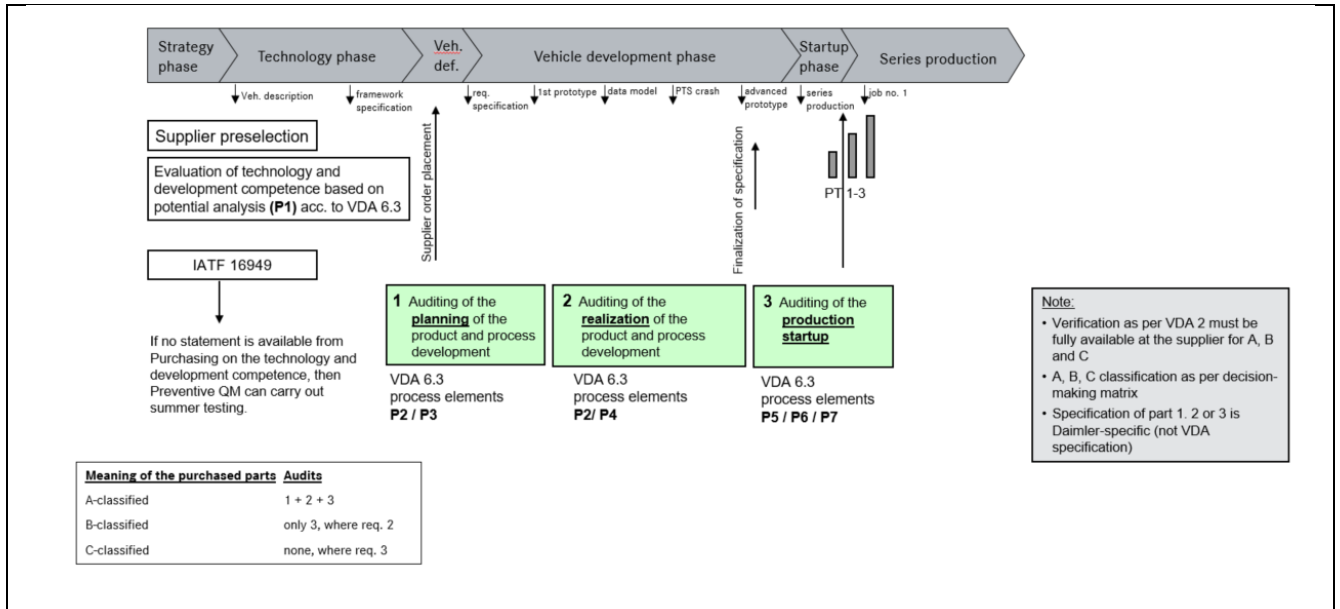 Strategy
phase
Technology phase
Veh.
def.
Vehicle development phase
Startup
phase
Series production
Veh. description
framework
specification
req.
specification
1st prototype
data model
PTS crash
advanced
prototype
series
production
job no. 1
Supplier preselection
Evaluation of technology and
development competence based on
potential analysis (P1) acc. to VDA 6.3
Supplier order placement
Finalization of specification
PT 1-3
IATF 16949
If no statement is available from
Purchasing on the technology and
development competence, then
Preventive QM can carry out
summer testing.
1 Auditing of the
planning of the
product and process
development
VDA 6.3
process elements
P2 / P3
2 Auditing of the
realization of the
product and process
development
VDA 6.3
process elements
P2/ P4
3 Auditing of the
production
startup
VDA 6.3
process elements
P5 / P6 / P7
Note:
• Verification as per VDA 2 must be
fully available at the supplier for A, B
and C
• A, B, C classification as per decision-
making matrix
• Specification of part 1. 2 or 3 is
Daimler-specific (not VDA
specification)
Meaning of the purchased parts Audits
A-classified 1 + 2 + 3
B-classified only 3, where req. 2
C-classified none, where req. 3